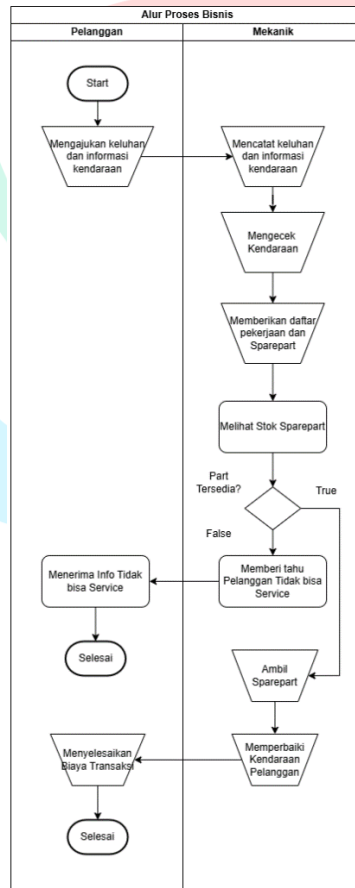 Alur Proses Bisnis
Pelanggan
Mekanik
Start
Mengajukan keluhan
dan informasi
kendaraan
Mencatat keluhan
dan informasi
kendaraan
Mengecek
Kendaraan
Memberikan daftar
pekerjaan dan
Sparepart
Melihat Stok Sparepart
Part
Tersedia?
True
False
Menerima Info Tidak
bisa Service
Memberi tahu
Pelanggan Tidak bisa
Service
Selesai
Ambil
Sparepart
Menyelesaikan
Biaya Transaksi
Memperbaiki
Kendaraan
Pelanggan
Selesai